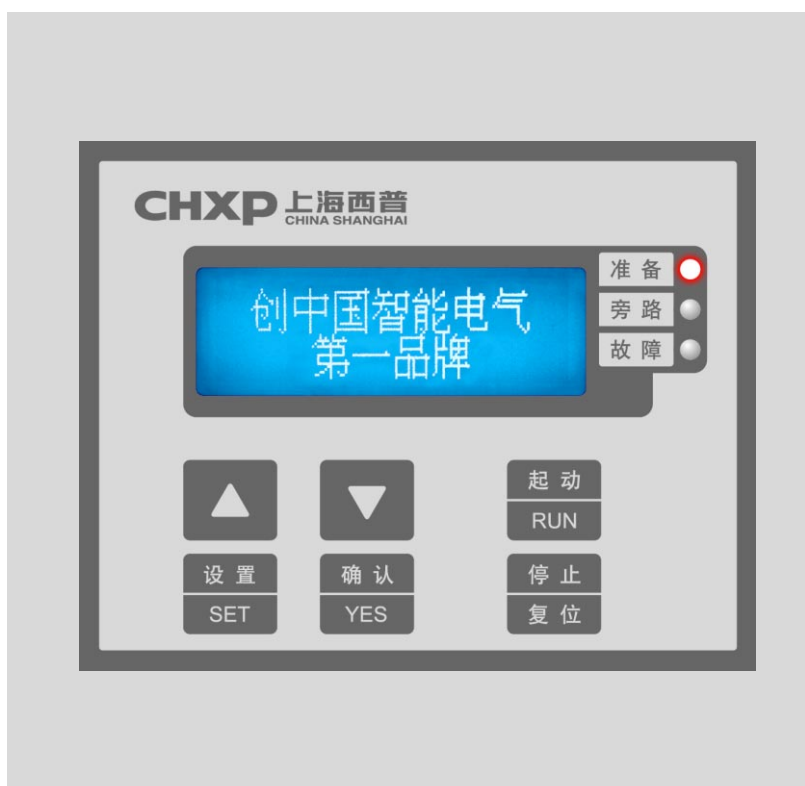 CHXP 上海西普
CHINA SHANGHAI
创中国智能电气
第一品牌
准备
旁路
故障
起动
RUN
设置
SET
确认
YES
停止
复位